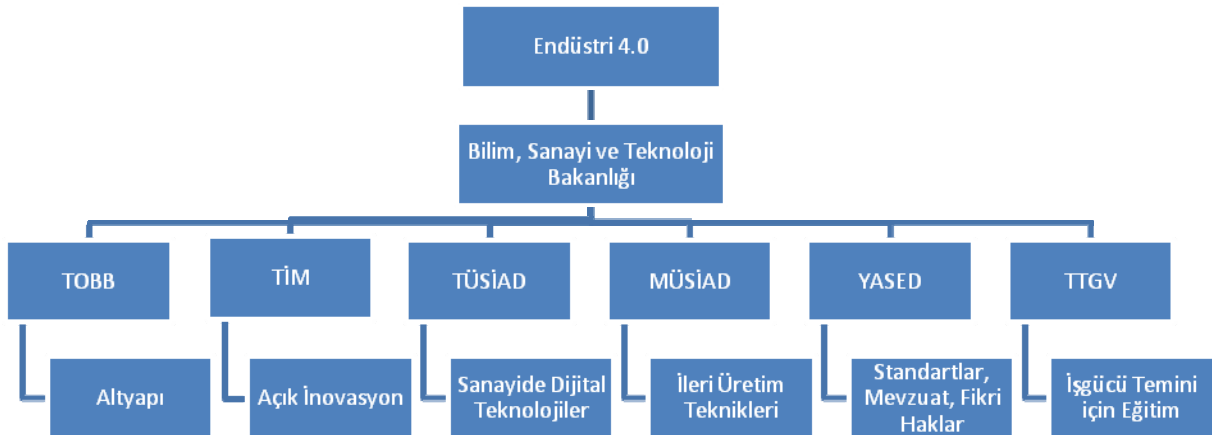 Endüstri 4.0
Bilim, Sanayi ve Teknoloji
Bakanlığı
TOBB
TİM
TÜSİAD
MÜSİAD
YASED
TTGV
Altyapı
Açık İnovasyon
Sanayide Dijital
Teknolojiler
İleri Üretim
Teknikleri
Standartlar,
Mevzuat, Fikri
Haklar
İşgücü Temini
için Eğitim